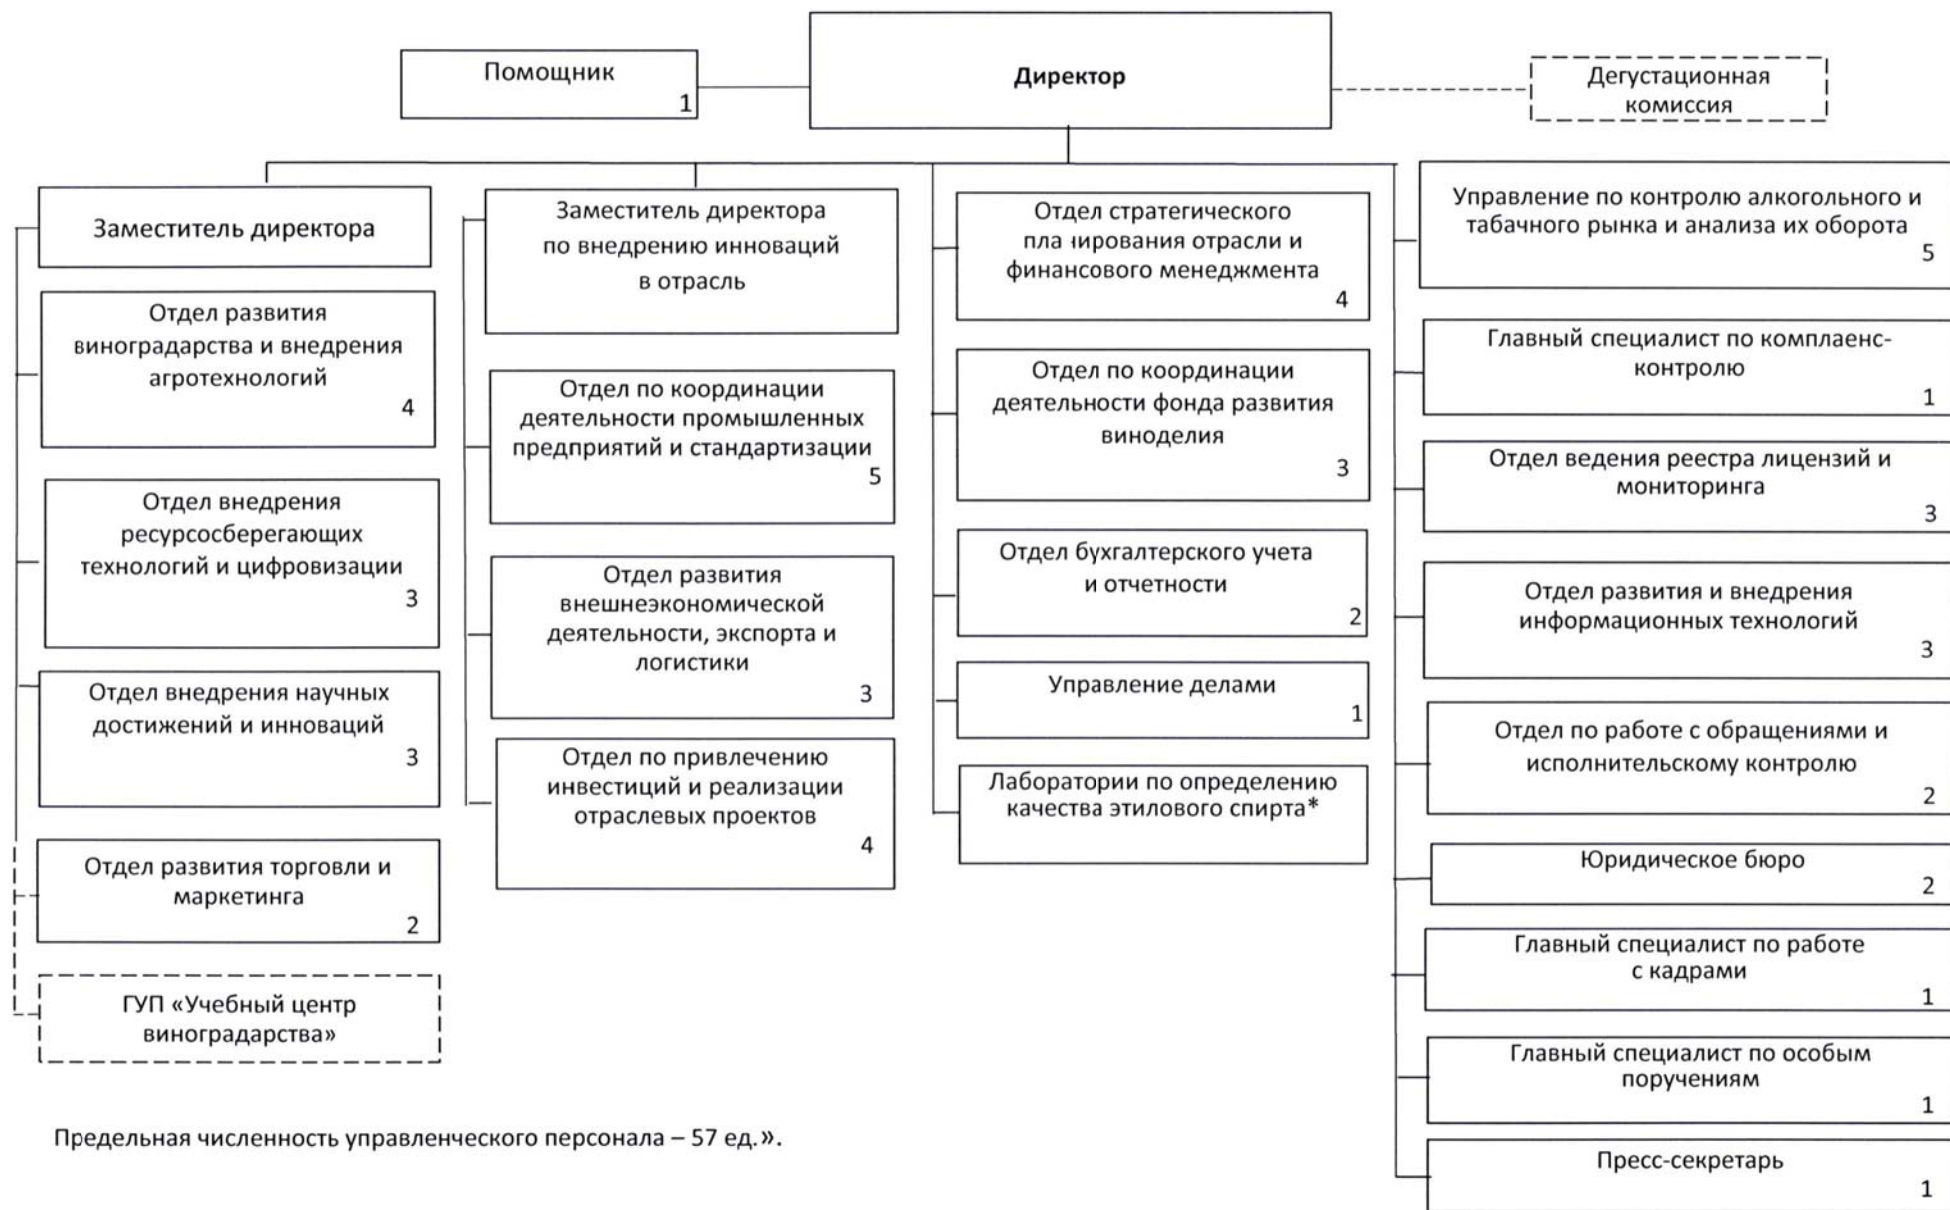 Помощник
1
Директор
Дегустационная
комиссия
Заместитель директора
Отдел развития
виноградарства и внедрения
агротехнологий
4
Отдел внедрения
ресурсосберегающих
технологий и цифровизации
3
Отдел внедрения научных
достижений и инноваций
3
Отдел развития торговли и
маркетинга
2
ГУП «Учебный центр
виноградарства»
Заместитель директора
по внедрению инноваций
в отрасль
Отдел по координации
деятельности промышленных
предприятий и стандартизации
5
Отдел развития
внешнеэкономической
деятельности, экспорта и
логистики
3
Отдел по привлечению
инвестиций и реализации
отраслевых проектов
4
Отдел стратегического
планирования отрасли и
финансового менеджмента
4
Отдел по координации
деятельности фонда развития
виноделия
3
Отдел бухгалтерского учета
и отчетности
2
Управление делами
1
Лаборатории по определению
качества этилового спирта*
Управление по контролю алкогольного и
табачного рынка и анализа их оборота
5
Главный специалист по комплаенс-
контролю
1
Отдел ведения реестра лицензий и
мониторинга
3
Отдел развития и внедрения
информационных технологий
3
Отдел по работе с обращениями и
исполнительскому контролю
2
Юридическое бюро
2
Главный специалист по работе
с кадрами
1
Главный специалист по особым
поручениям
1
Пресс-секретарь
1
Предельная численность управленческого персонала – 57 ед.».